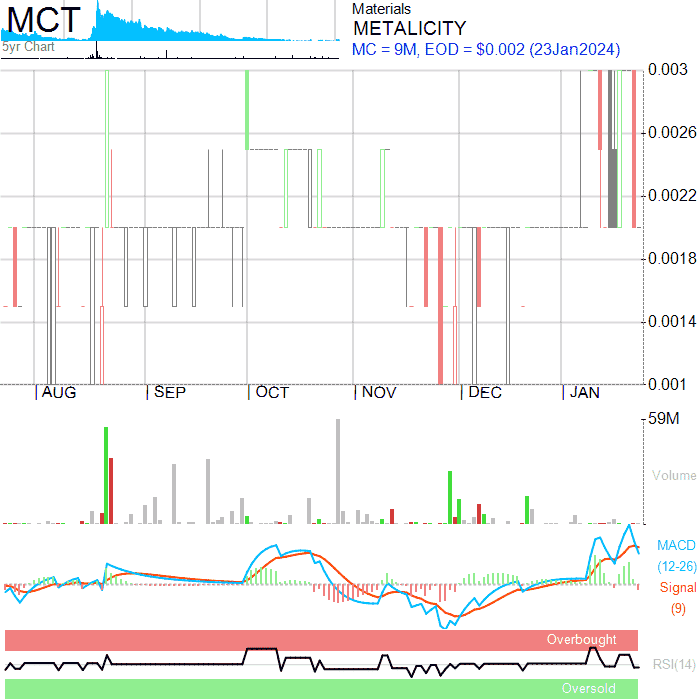 MCT
5yr Chart
Materials
METALICITY
MC = 9M, EOD = $0.002 (23Jan2024)
0.003
0.0026
0.0022
0.0018
0.0014
0.001
AUG SEP OCT NOV DEC JAN
59M
Volume
MACD
(12-26)
Signal
(9)
Overbought
RSI(14)
Oversold